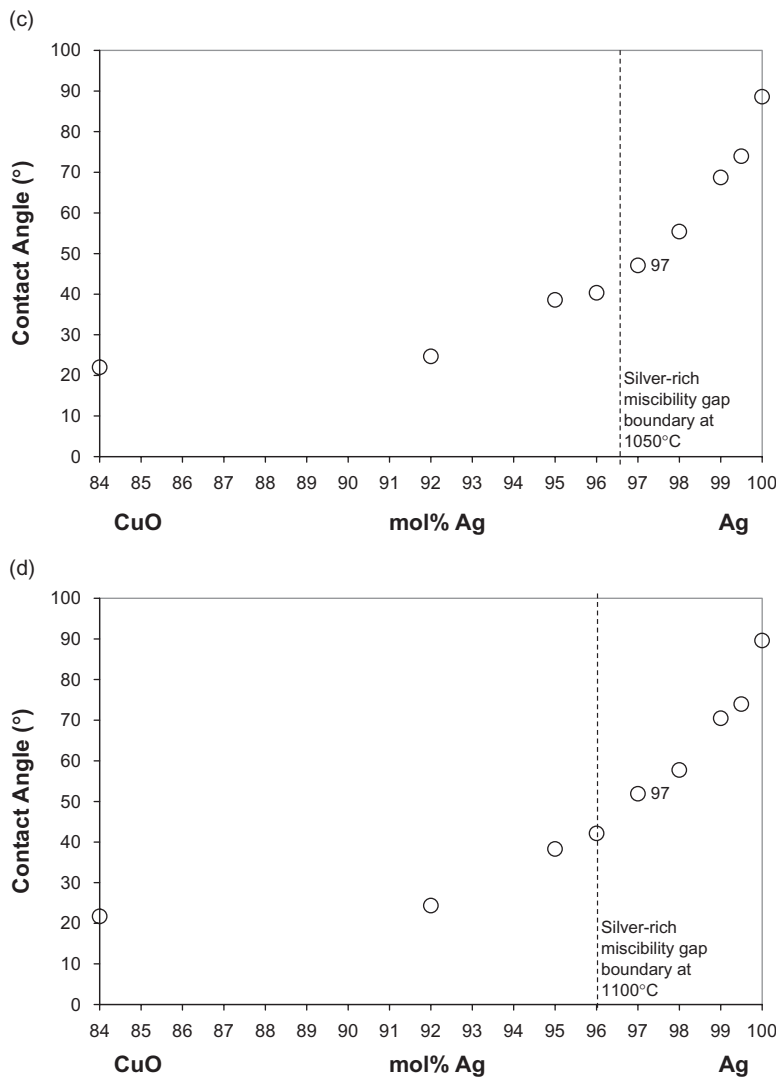 (c)
100
90
80
70
60
50
40
30
20
10
0
Contact Angle (°)
97
Silver-rich
miscibility gap
boundary at
1050°C
84 85 86 87 88 89 90 91 92 93 94 95 96 97 98 99 100
CuO mol% Ag Ag
(d)
100
90
80
70
60
50
40
30
20
10
0
Contact Angle (°)
97
Silver-rich
miscibility gap
boundary at
1100°C
84 85 86 87 88 89 90 91 92 93 94 95 96 97 98 99 100
CuO mol% Ag Ag